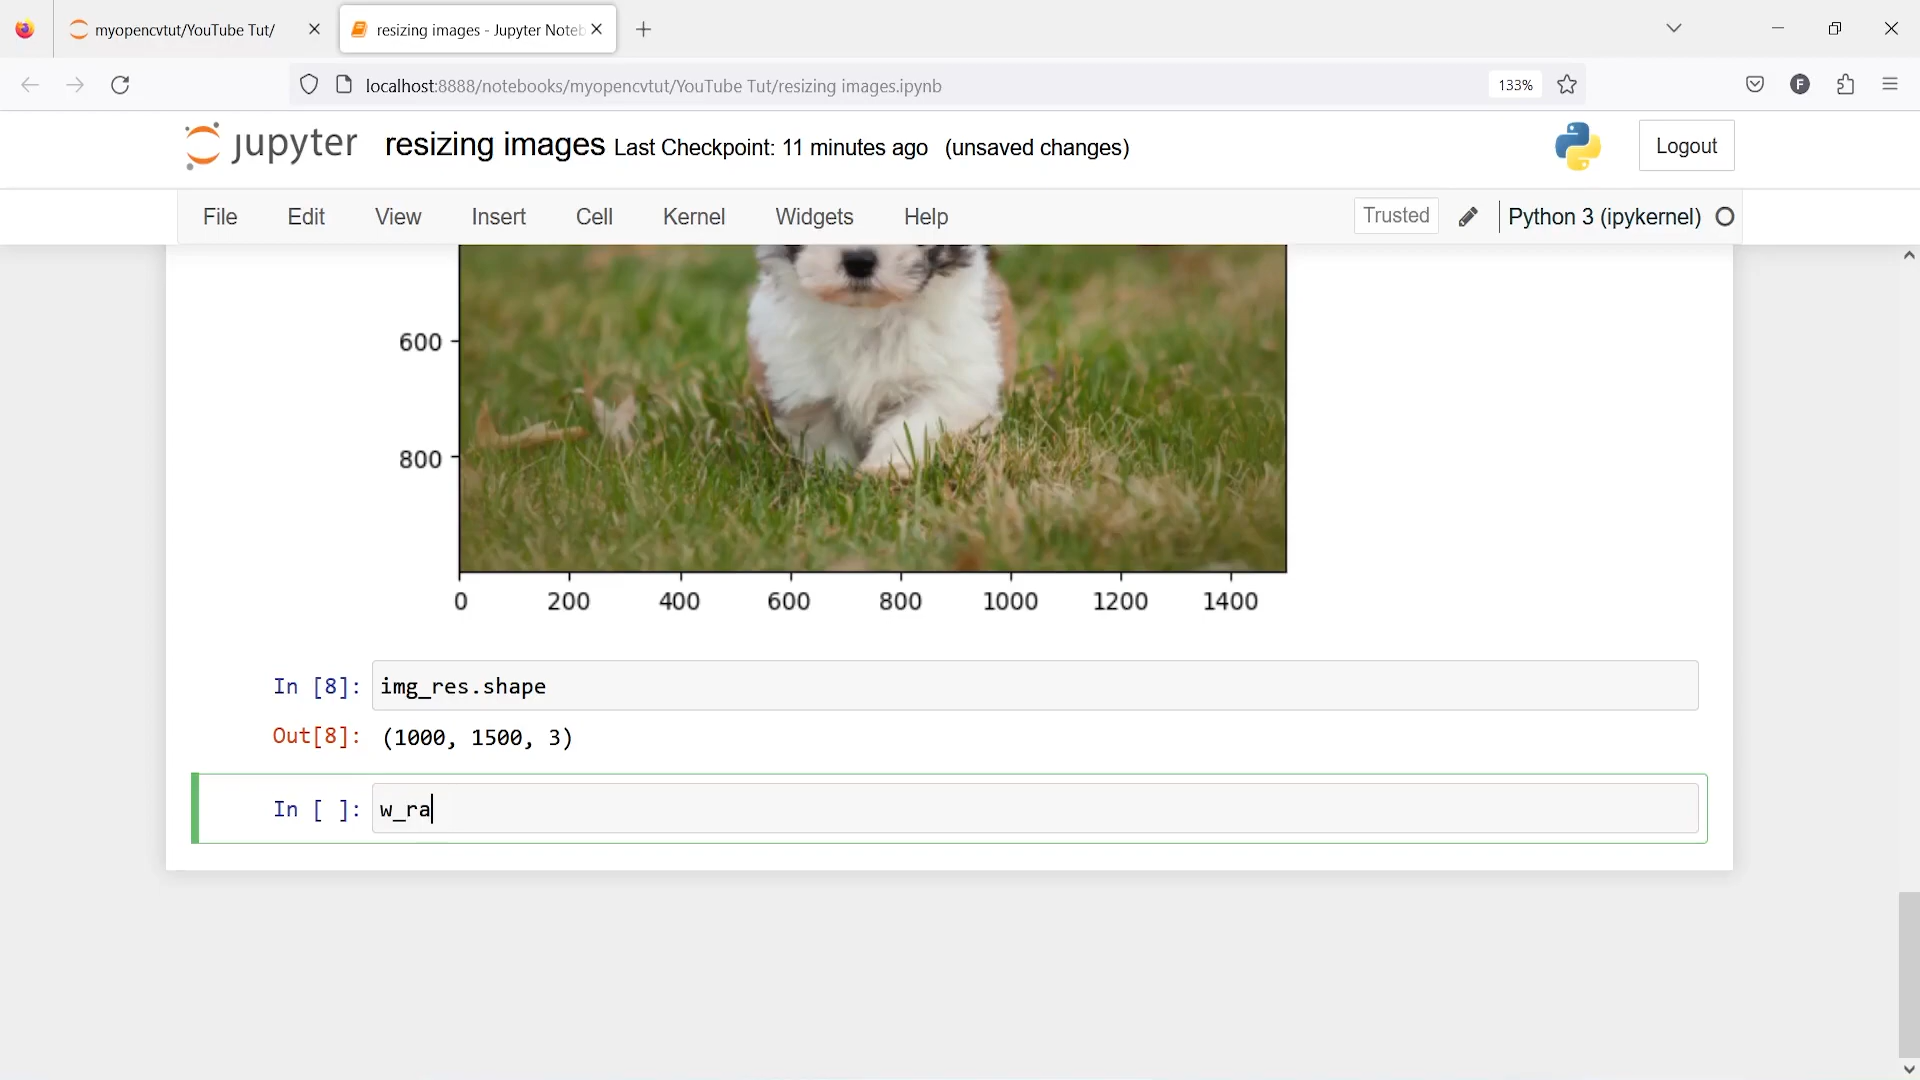 myopencvtut/YouTube Tut/
resizing images - Jupyter Noteb
localhost:8888/notebooks/myopencvtut/YouTube Tut/resizing images.ipynb
133%
F
jupyter
resizing images Last Checkpoint: 11 minutes ago (unsaved changes)
Logout
File Edit View Insert Cell Kernel Widgets Help
Trusted
Python 3 (ipykernel)
600
800
0 200 400 600 800 1000 1200 1400
In [8]: img_res.shape
Out[8]: (1000, 1500, 3)
In [ ]: w_ra